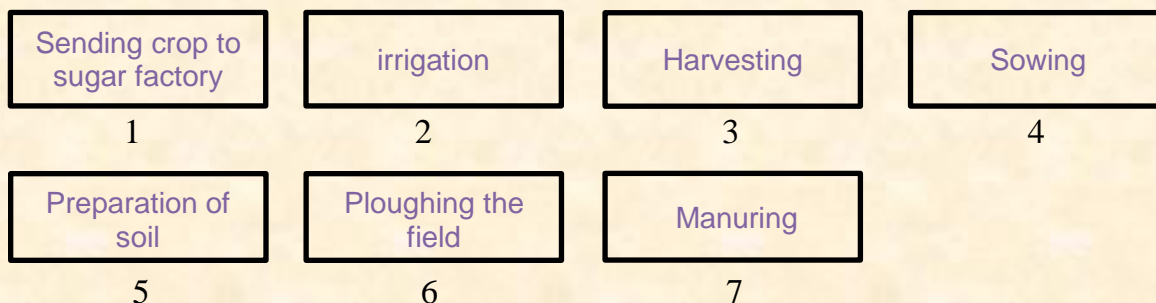 Sending crop to
sugar factory
irrigation
Harvesting
Sowing
1
2
3
4
Preparation of
soil
Ploughing the
field
Manuring
5
6
7